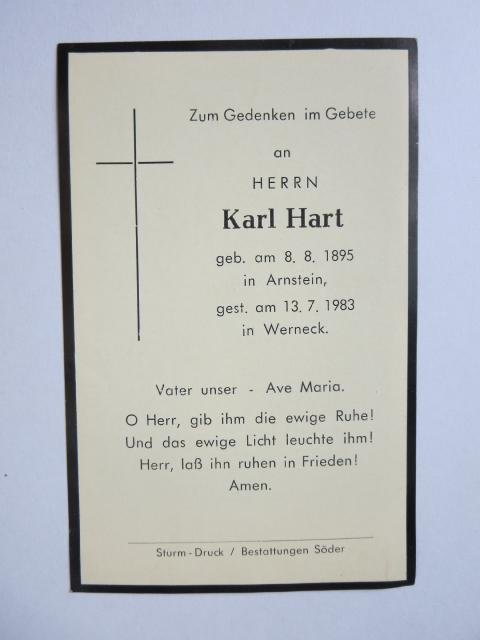 Zum Gedenken im Gebete
an
HERRN
Karl Hart
geb. am 8. 8. 1895
in Arnstein,
gest. am 13. 7. 1983
in Werneck.
Vater unser - Ave Maria.
O Herr, gib ihm die ewige Ruhe!
Und das ewige Licht leuchte ihm!
Herr, laß ihn ruhen in Frieden!
Amen.
Sturm-Druck / Bestattungen Söder